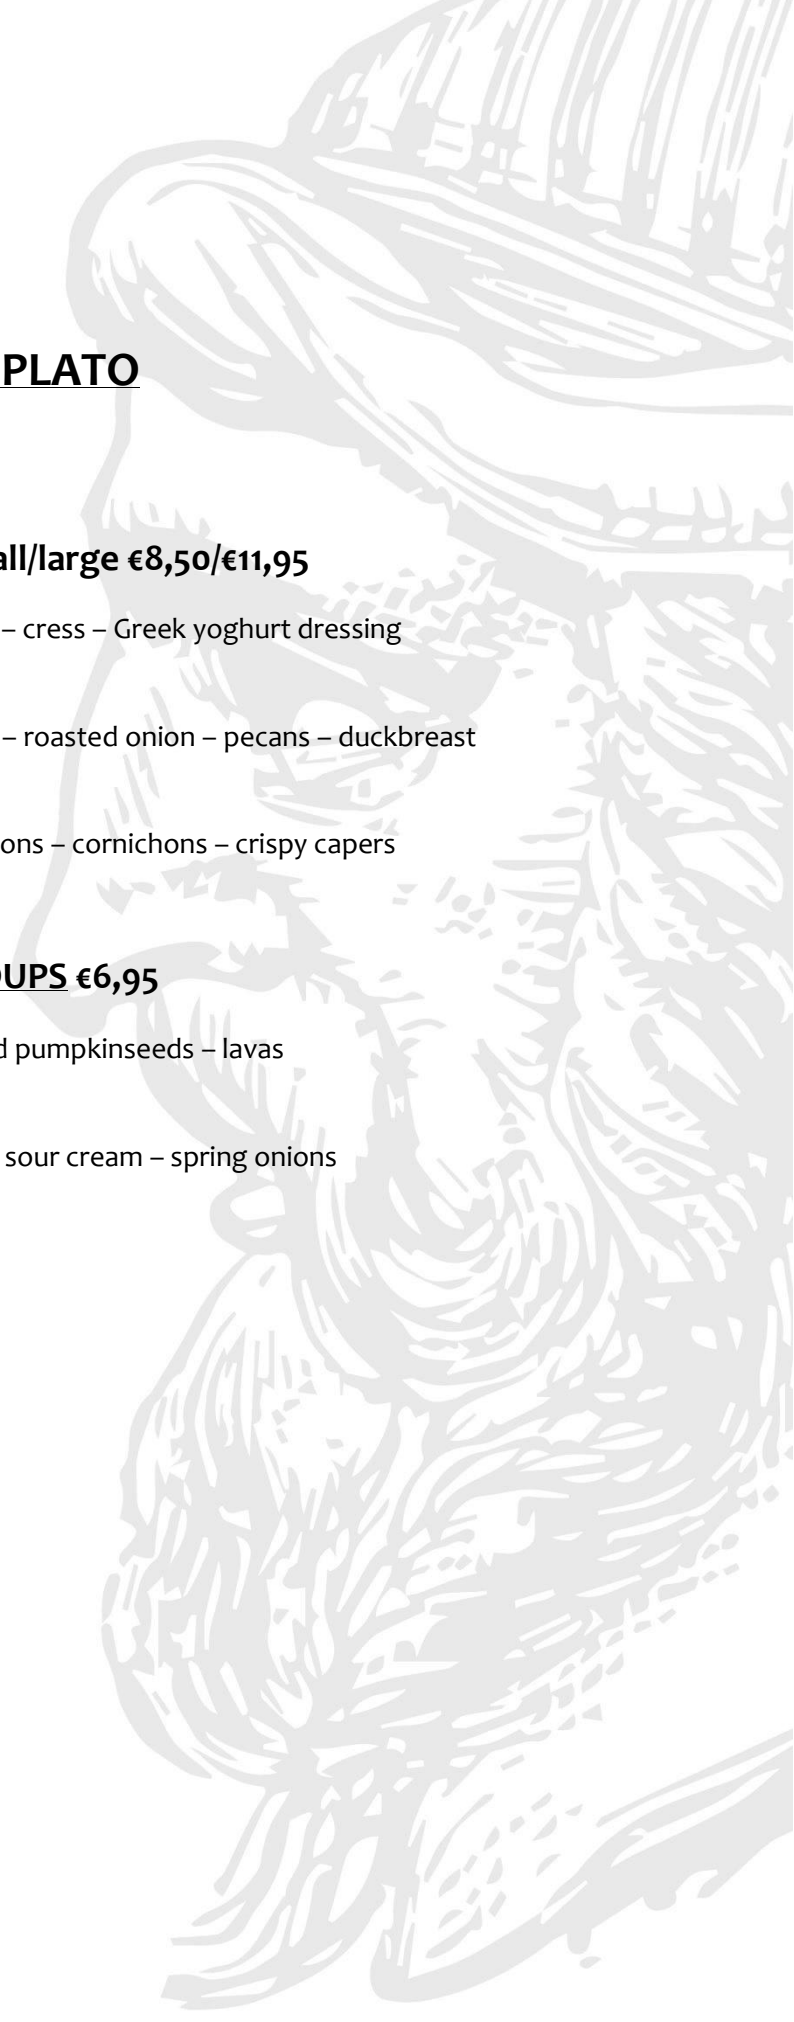 PLATO
all/large €8,50/€11,95
– cress – Greek yoghurt dressing
– roasted onion – pecans – duckbreast
ons – cornichons – crispy capers
OUPS €6,95
d pumpkinseeds – lavas
sour cream – spring onions